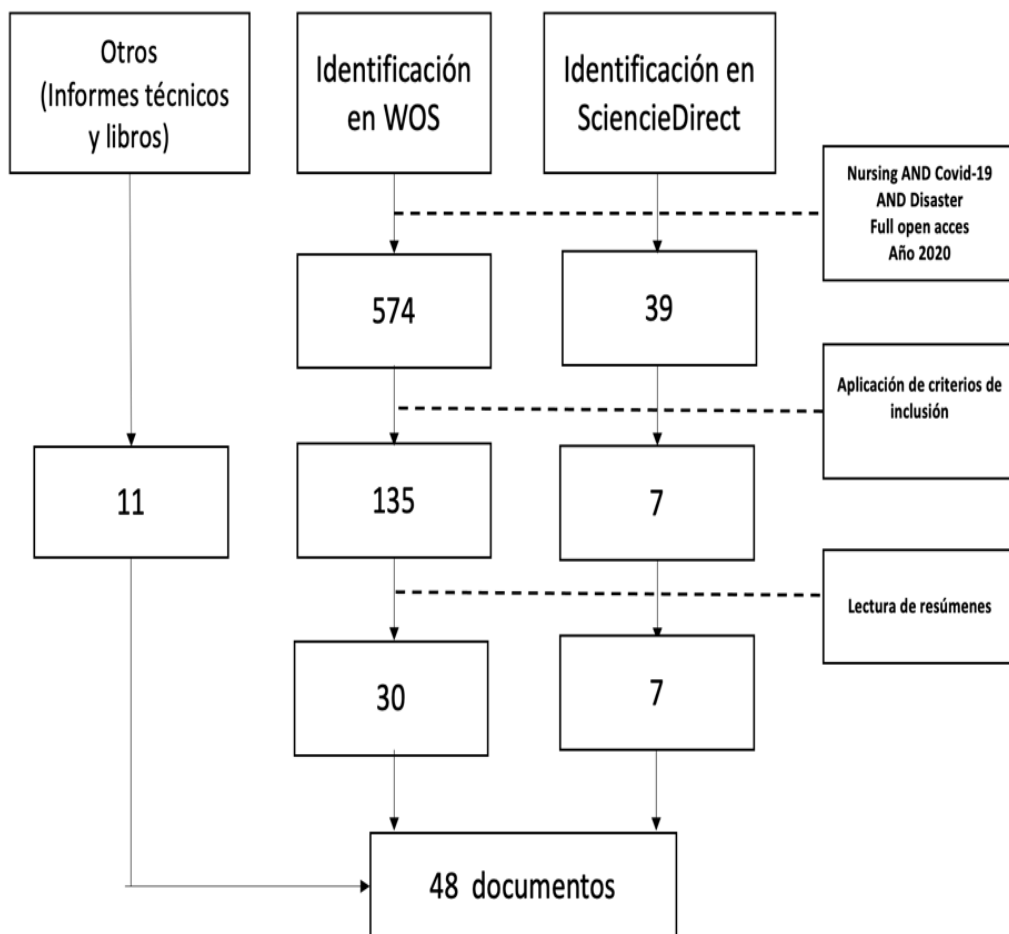 Otros
(Informes técnicos
y libros)
Identificación
en WOS
Identificación en
SciencieDirect
Nursing AND Covid-19
AND Disaster
Full open acces
Año 2020
574
39
Aplicación de criterios de
inclusión
11
135
7
Lectura de resúmenes
30
7
48 documentos